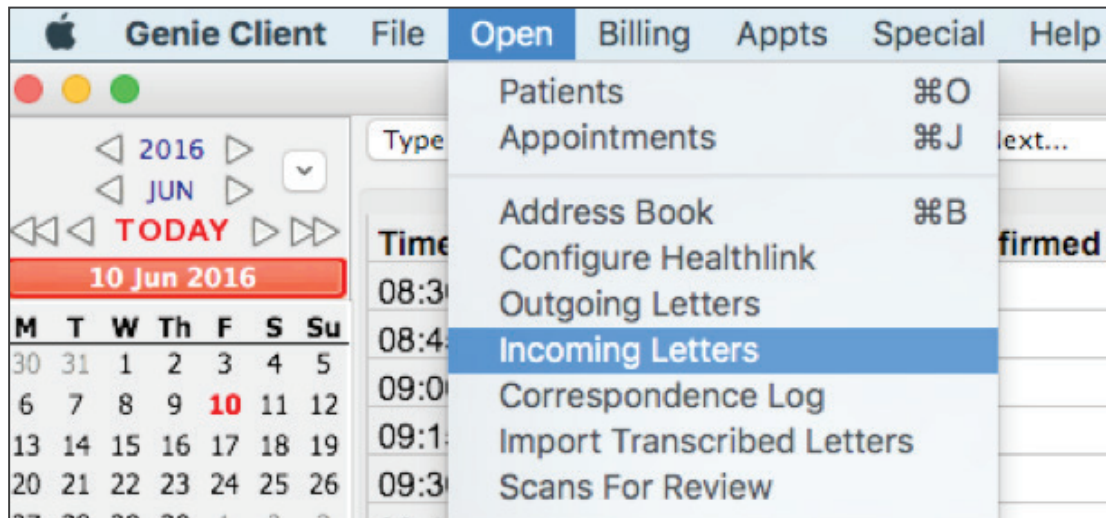 Genie Client File Open Billing Appts Special Help
2016
JUN
TODAY
10 Jun 2016
M T W Th F S Su
30 31 1 2 3 4 5
6 7 8 9 10 11 12
13 14 15 16 17 18 19
20 21 22 23 24 25 26
Type
Time
08:3
08:4
09:0
09:1
09:3
Patients ⌘O
Appointments ⌘J
Address Book ⌘B
Configure Healthlink
Outgoing Letters
Incoming Letters
Correspondence Log
Import Transcribed Letters
Scans For Review
ext...
firmed